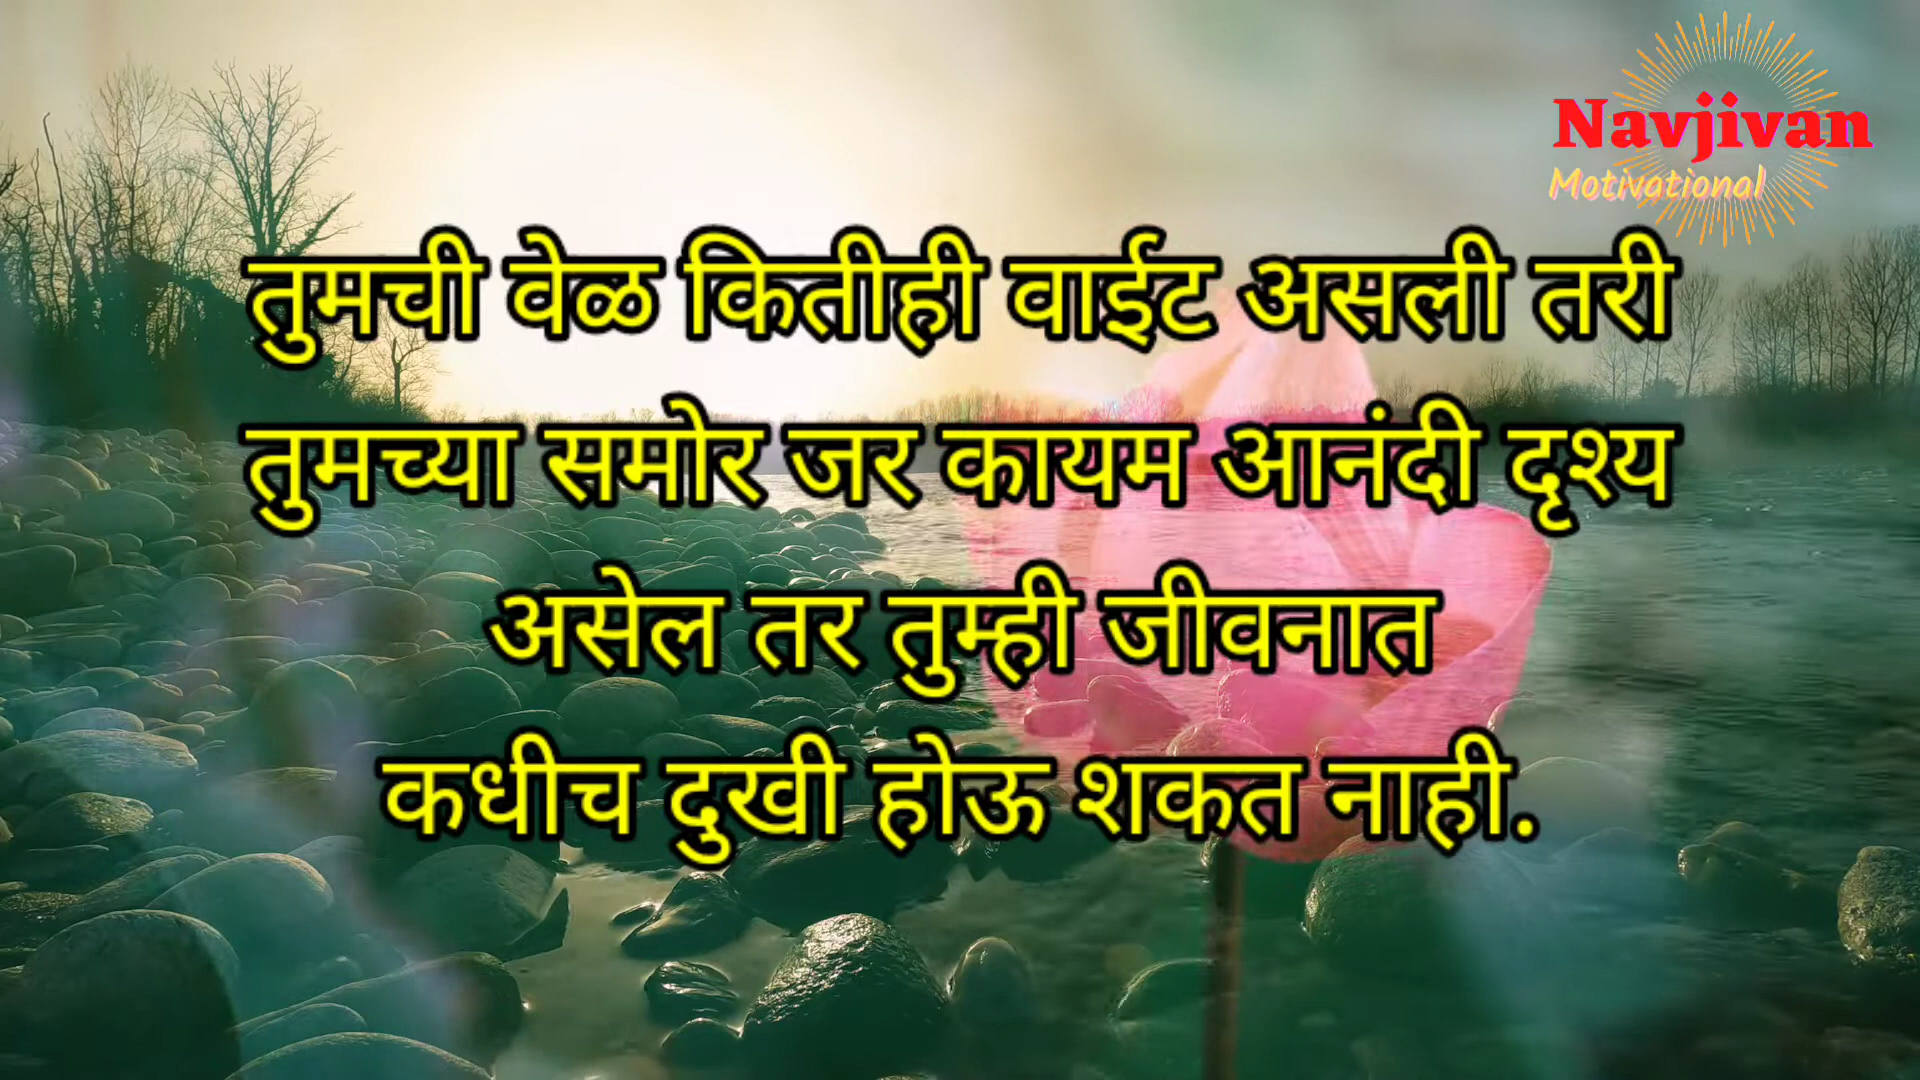 Navjivan
Motivational
तुमची वेळ कितीही वाईट असली तरी
तुमच्या समोर जर कायम आनंदी दृश्य
असेल तर तुम्ही जीवनात
कधीच दुखी होऊ शकत नाही.